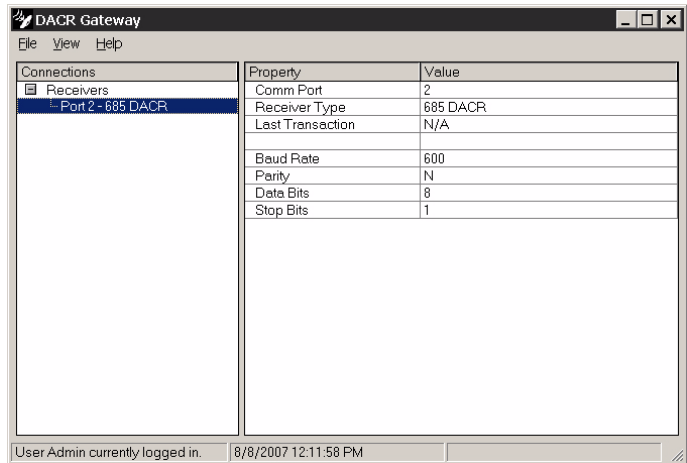 DACR Gateway
File View Help
Connections
Receivers
Port 2 - 685 DACR
Property Value
Comm Port 2
Receiver Type 685 DACR
Last Transaction N/A
Baud Rate 600
Parity N
Data Bits 8
Stop Bits 1
User Admin currently logged in. 8/8/2007 12:11:58 PM